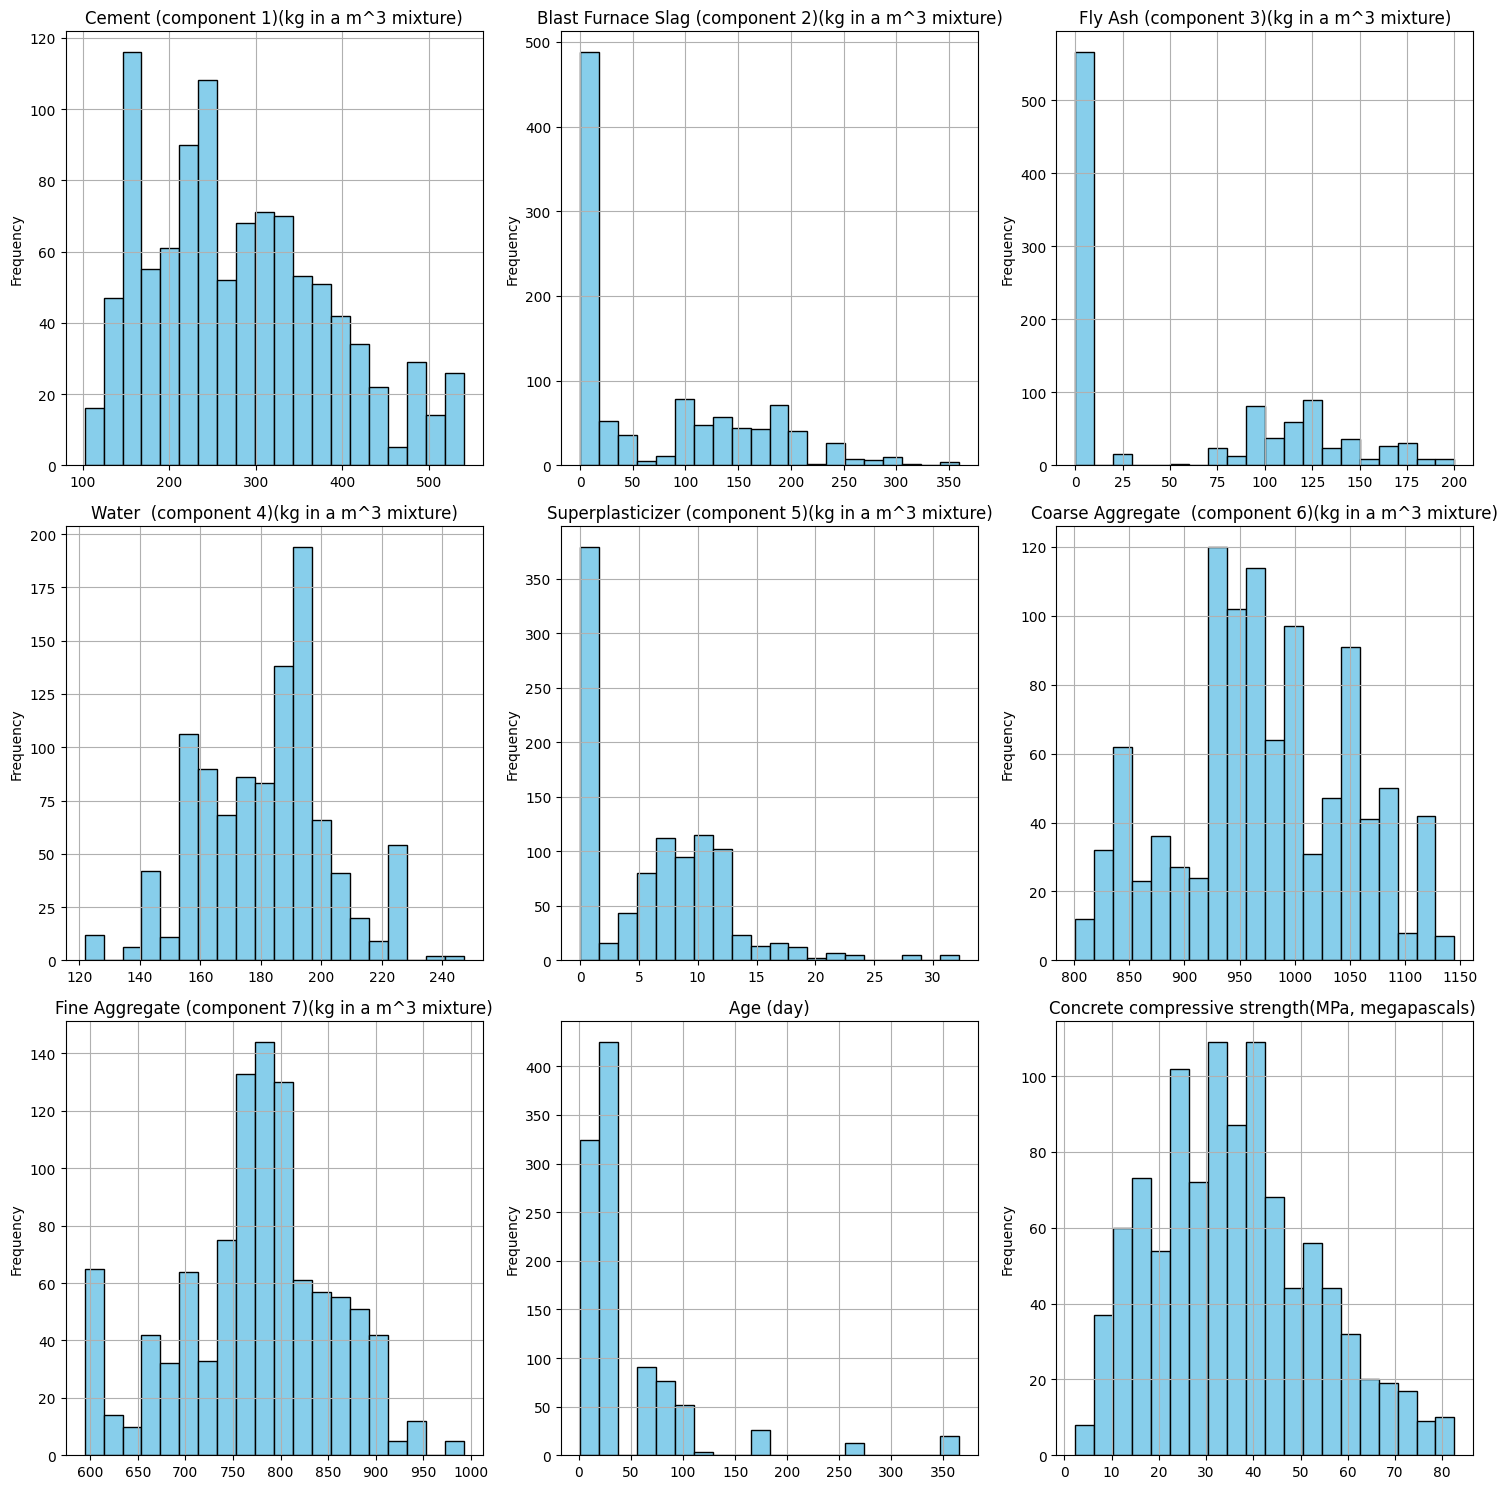 Cement (component 1)(kg in a m^3 mixture)
Frequency
120
100
80
60
40
20
0
100 200 300 400 500
Blast Furnace Slag (component 2)(kg in a m^3 mixture)
Frequency
500
400
300
200
100
0
0 50 100 150 200 250 300 350
Fly Ash (component 3)(kg in a m^3 mixture)
Frequency
500
400
300
200
100
0
0 25 50 75 100 125 150 175 200
Water  (component 4)(kg in a m^3 mixture)
Frequency
200
175
150
125
100
75
50
25
0
120 140 160 180 200 220 240
Superplasticizer (component 5)(kg in a m^3 mixture)
Frequency
350
300
250
200
150
100
50
0
0 5 10 15 20 25 30
Coarse Aggregate  (component 6)(kg in a m^3 mixture)
Frequency
120
100
80
60
40
20
0
800 850 900 950 1000 1050 1100 1150
Fine Aggregate (component 7)(kg in a m^3 mixture)
Frequency
140
120
100
80
60
40
20
0
600 650 700 750 800 850 900 950 1000
Age (day)
Frequency
400
350
300
250
200
150
100
50
0
0 50 100 150 200 250 300 350
Concrete compressive strength(MPa, megapascals)
Frequency
100
80
60
40
20
0
0 10 20 30 40 50 60 70 80